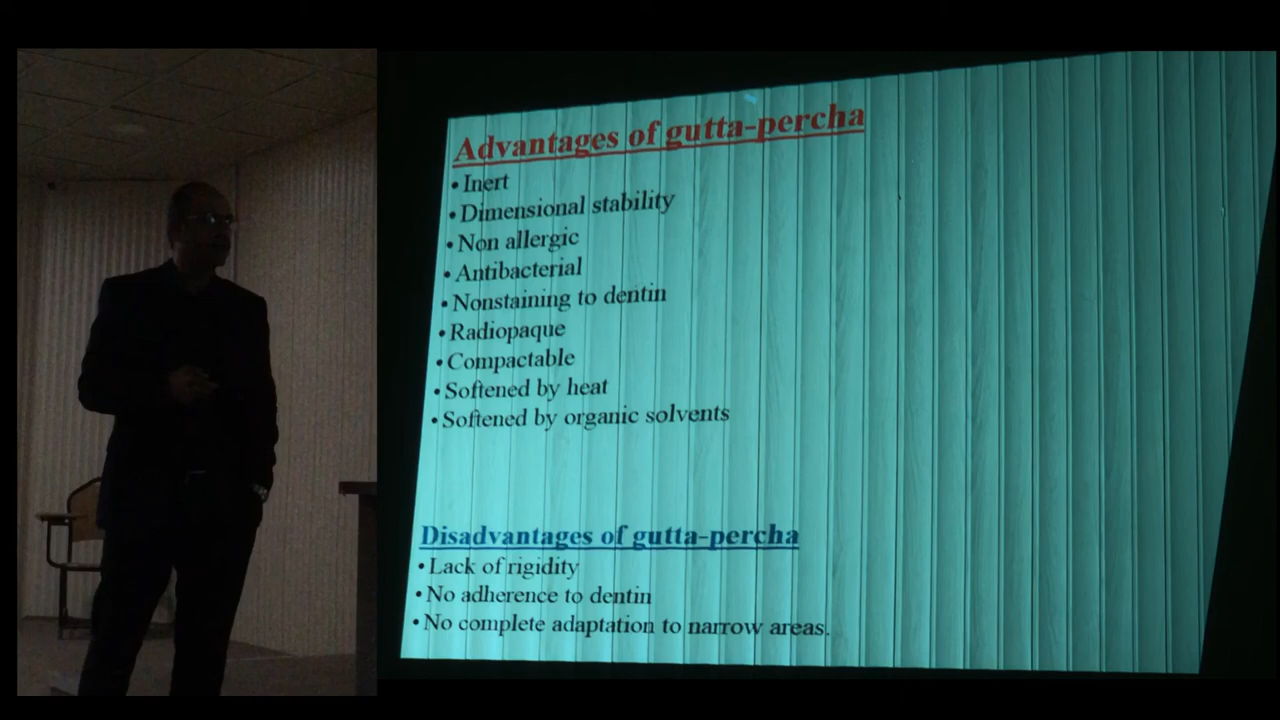 Advantages of gutta-percha
• Inert
• Dimensional stability
• Non allergic
• Antibacterial
• Nonstaining to dentin
• Radiopaque
• Compactable
• Softened by heat
• Softened by organic solvents
Disadvantages of gutta-percha
• Lack of rigidity
• No adherence to dentin
• No complete adaptation to narrow areas.